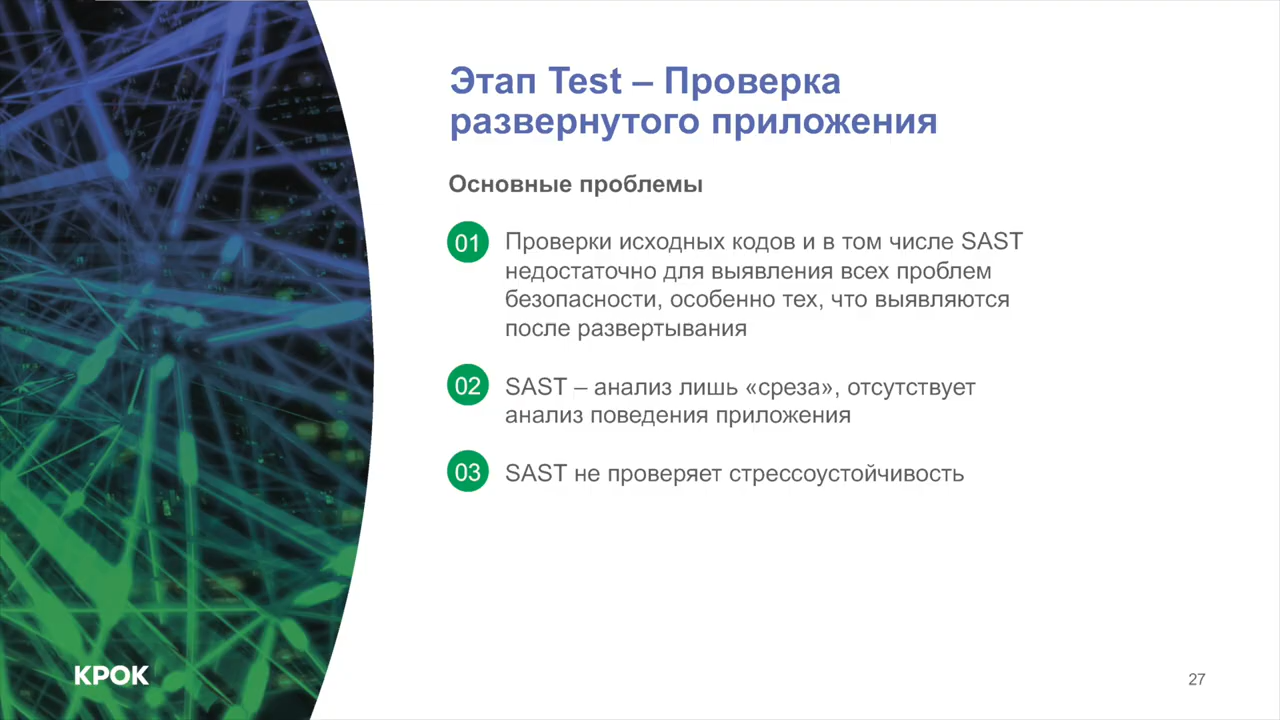 Этап Test – Проверка
развернутого приложения
Основные проблемы
01 Проверки исходных кодов и в том числе SAST
недостаточно для выявления всех проблем
безопасности, особенно тех, что выявляются
после развертывания
02 SAST – анализ лишь «среза», отсутствует
анализ поведения приложения
03 SAST не проверяет стрессоустойчивость
КРОК
27